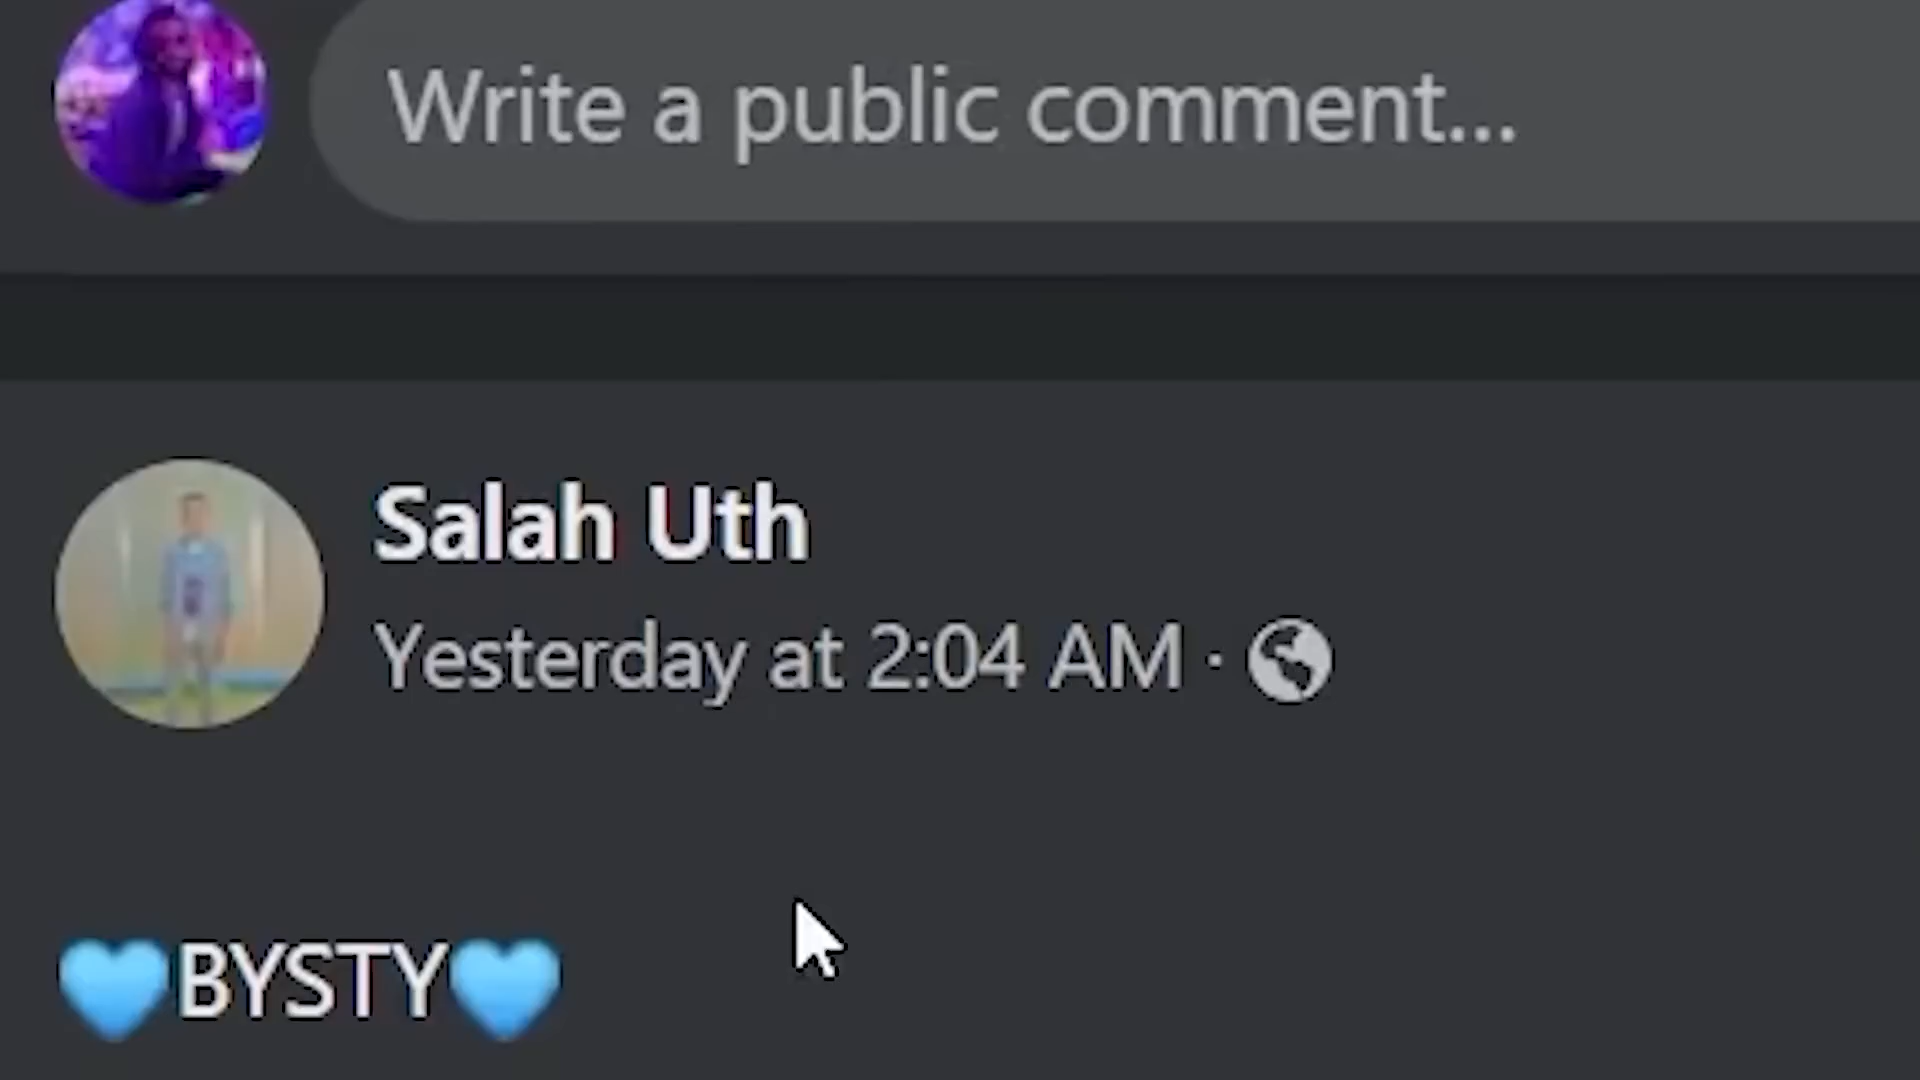 Write a public comment...
Salah Uth
Yesterday at 2:04 AM ·
💙BYSTY💙